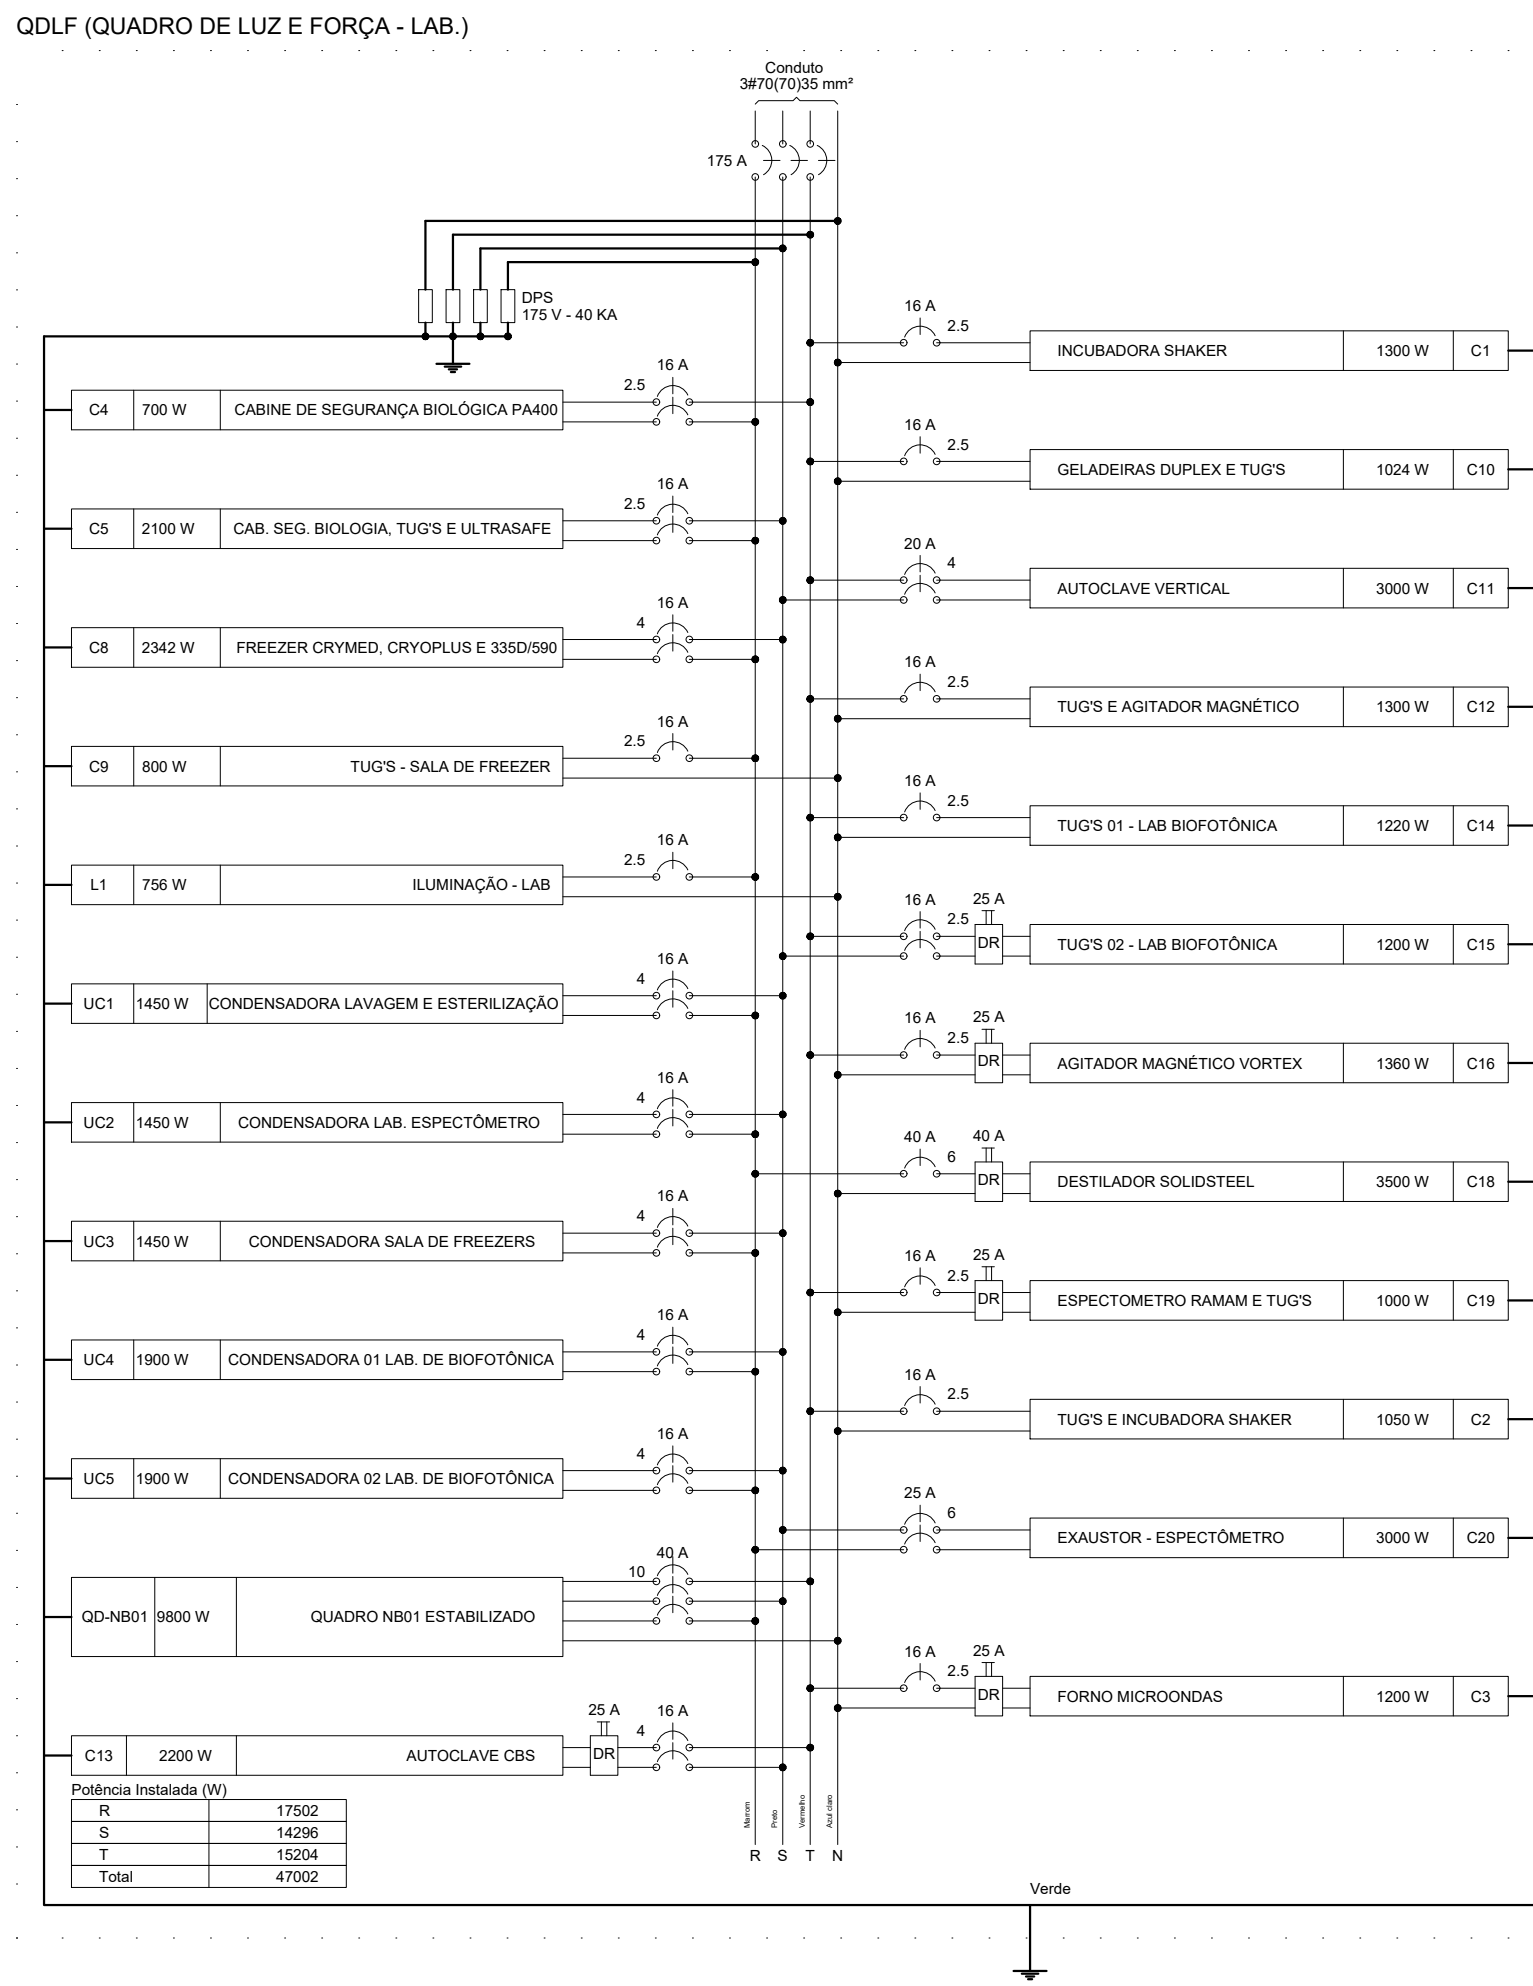 QDLF (QUADRO DE LUZ E FORÇA - LAB.)
Conduto
3#70(70)35 mm²
175 A
DPS
175 V - 40 KA
16 A
2.5
C4 700 W CABINE DE SEGURANÇA BIOLÓGICA PA400
16 A
2.5
C5 2100 W CAB. SEG. BIOLOGIA, TUG'S E ULTRASAFE
16 A
4
C8 2342 W FREEZER CRYMED, CRYOPLUS E 335D/590
16 A
2.5
C9 800 W TUG'S - SALA DE FREEZER
16 A
2.5
L1 756 W ILUMINAÇÃO - LAB
16 A
4
UC1 1450 W CONDENSADORA LAVAGEM E ESTERILIZAÇÃO
16 A
4
UC2 1450 W CONDENSADORA LAB. ESPECTÔMETRO
16 A
4
UC3 1450 W CONDENSADORA SALA DE FREEZERS
16 A
4
UC4 1900 W CONDENSADORA 01 LAB. DE BIOFOTÔNICA
16 A
4
UC5 1900 W CONDENSADORA 02 LAB. DE BIOFOTÔNICA
40 A
10
QD-NB01 9800 W QUADRO NB01 ESTABILIZADO
25 A 16 A
4
C13 2200 W AUTOCLAVE CBS DR
16 A
2.5
INCUBADORA SHAKER 1300 W C1
16 A
2.5
GELADEIRAS DUPLEX E TUG'S 1024 W C10
20 A
4
AUTOCLAVE VERTICAL 3000 W C11
16 A
2.5
TUG'S E AGITADOR MAGNÉTICO 1300 W C12
16 A
2.5
TUG'S 01 - LAB BIOFOTÔNICA 1220 W C14
16 A 25 A
2.5
DR TUG'S 02 - LAB BIOFOTÔNICA 1200 W C15
16 A 25 A
2.5
DR AGITADOR MAGNÉTICO VORTEX 1360 W C16
40 A 40 A
6
DR DESTILADOR SOLIDSTEEL 3500 W C18
16 A 25 A
2.5
DR ESPECTOMETRO RAMAM E TUG'S 1000 W C19
16 A
2.5
TUG'S E INCUBADORA SHAKER 1050 W C2
25 A
6
EXAUSTOR - ESPECTÔMETRO 3000 W C20
16 A 25 A
2.5
DR FORNO MICROONDAS 1200 W C3
Potência Instalada (W)
R 17502
S 14296
T 15204
Total 47002
Marrom
Preto
Vermelho
Azul claro
R S T N
Verde